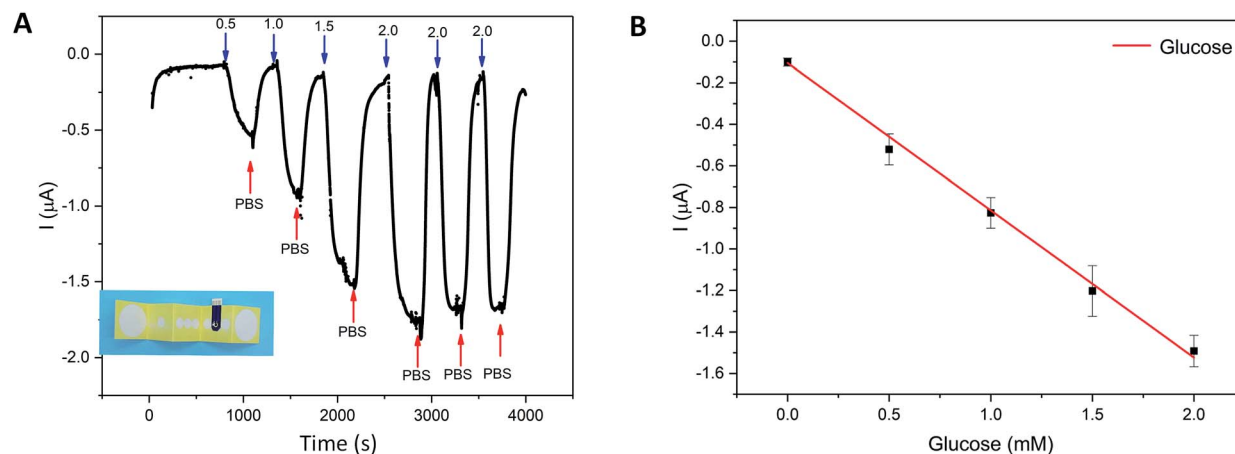 A
0.5 1.0 1.5 2.0 2.0 2.0
0.0
-0.5
-1.0
-1.5
-2.0
I (μA)
PBS
PBS
PBS
PBS PBS PBS
0 1000 2000 3000 4000
Time (s)
B
Glucose
0.0
-0.2
-0.4
-0.6
-0.8
-1.0
-1.2
-1.4
-1.6
I (μA)
0.0 0.5 1.0 1.5 2.0
Glucose (mM)